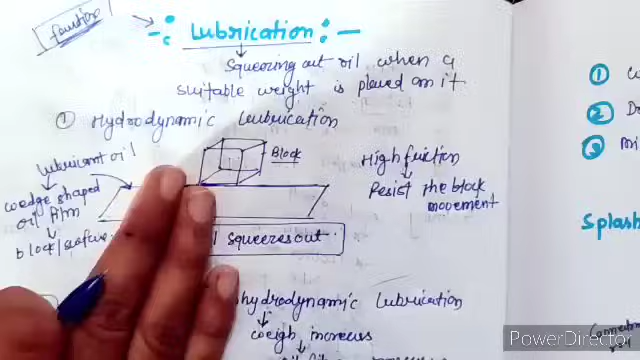 function
Lubrication
Squeezing out oil when a
suitable weight is placed on it
① Hydrodynamic Lubrication
lubricant oil
wedge shaped
oil film
block/surface
Block
High friction
Resist the block
movement
squeezes out
hydrodynamic Lubrication
weigh increases
①
②
③
Splash
PowerDirector